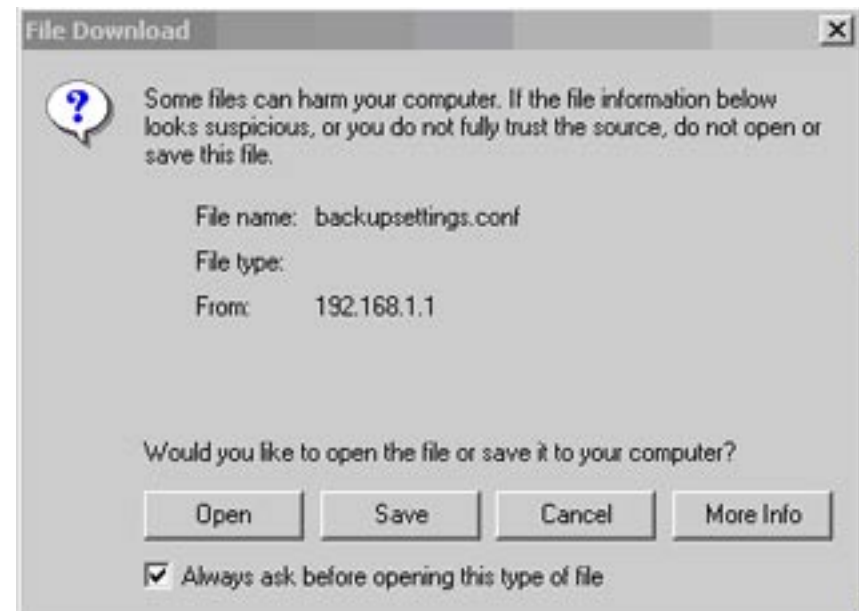 File Download
Some files can harm your computer. If the file information below
looks suspicious, or you do not fully trust the source, do not open or
save this file.
File name: backupsettings.conf
File type:
From: 192.168.1.1
Would you like to open the file or save it to your computer?
Open Save Cancel More Info
Always ask before opening this type of file